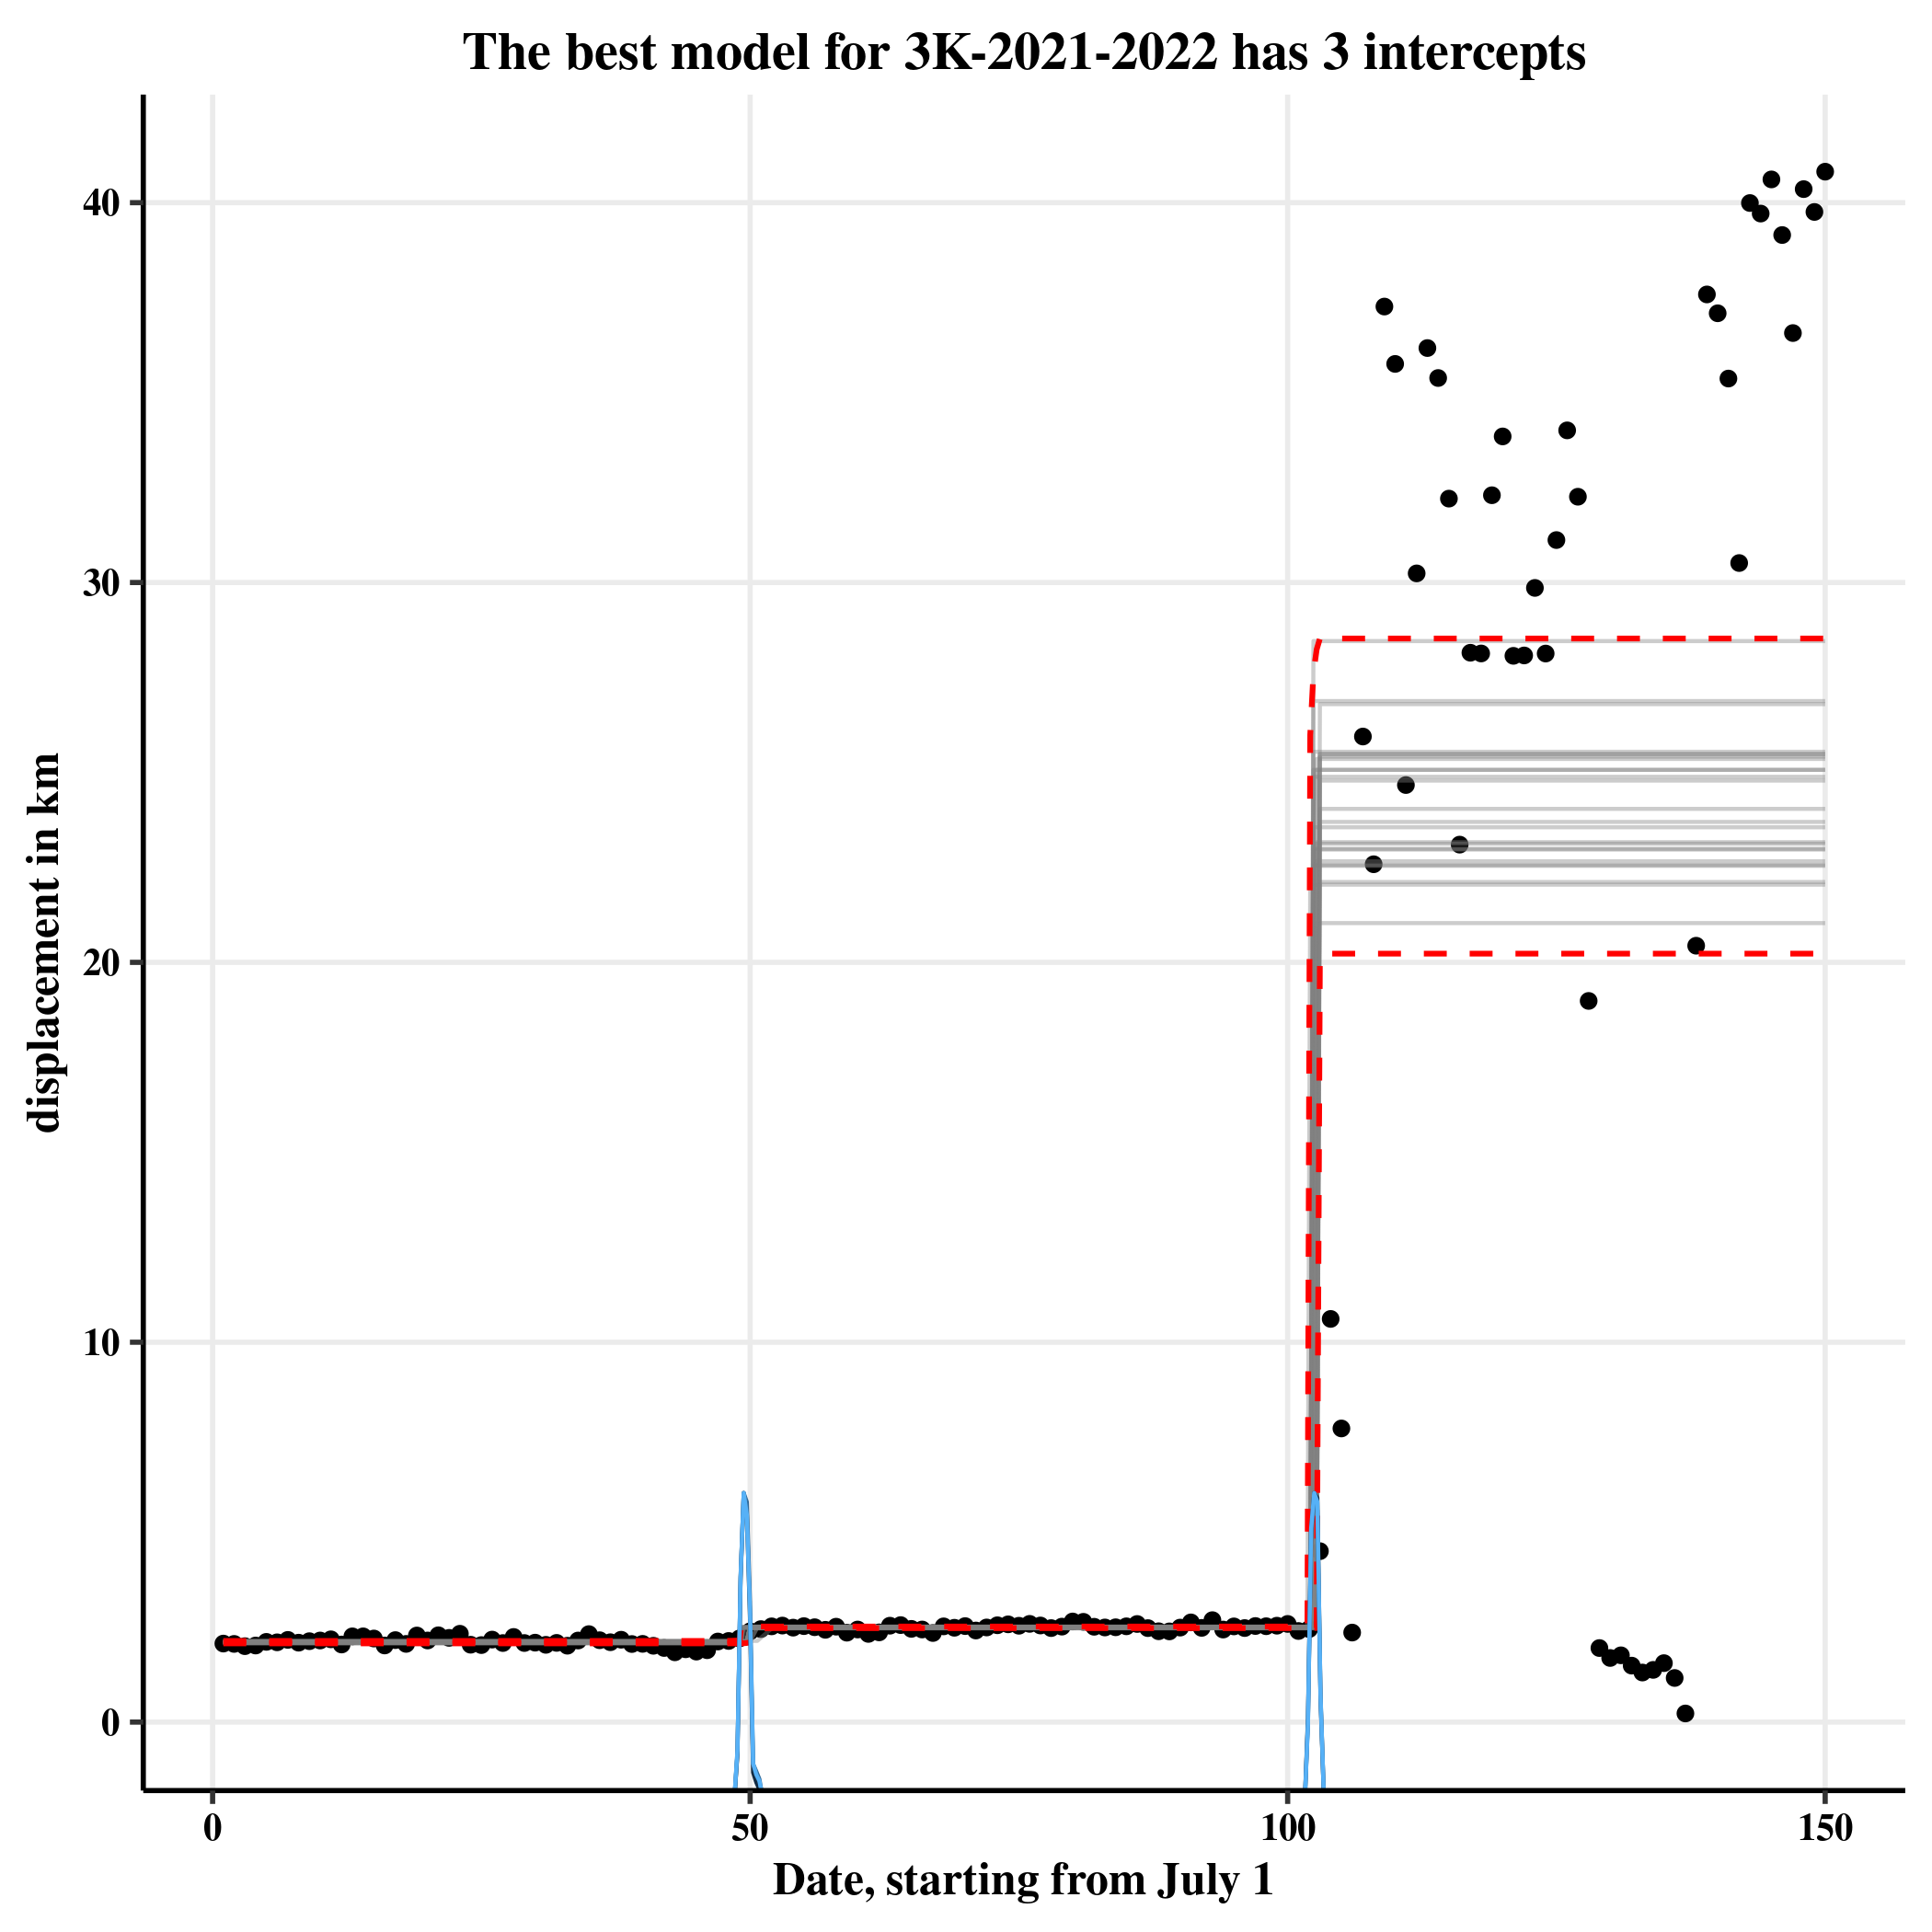 The best model for 3K-2021-2022 has 3 intercepts
displacement in km
40
30
20
10
0
0 50 100 150
Date, starting from July 1